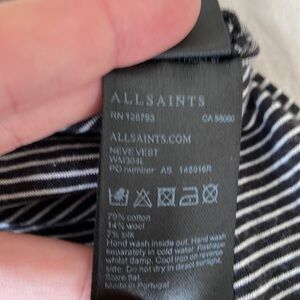 ALLSAINTS
RN 128793 CA 56060
ALLSAINTS.COM
NEVE VEST
WM304L
PO number: AS 145916R
79% cotton
14% wool
7% silk
Hand wash inside out. Hand wash
separately in cold water. Reshape
whilst damp. Cool iron on reverse
side. Do not dry in direct sunlight.
Store flat.
Made in Portugal